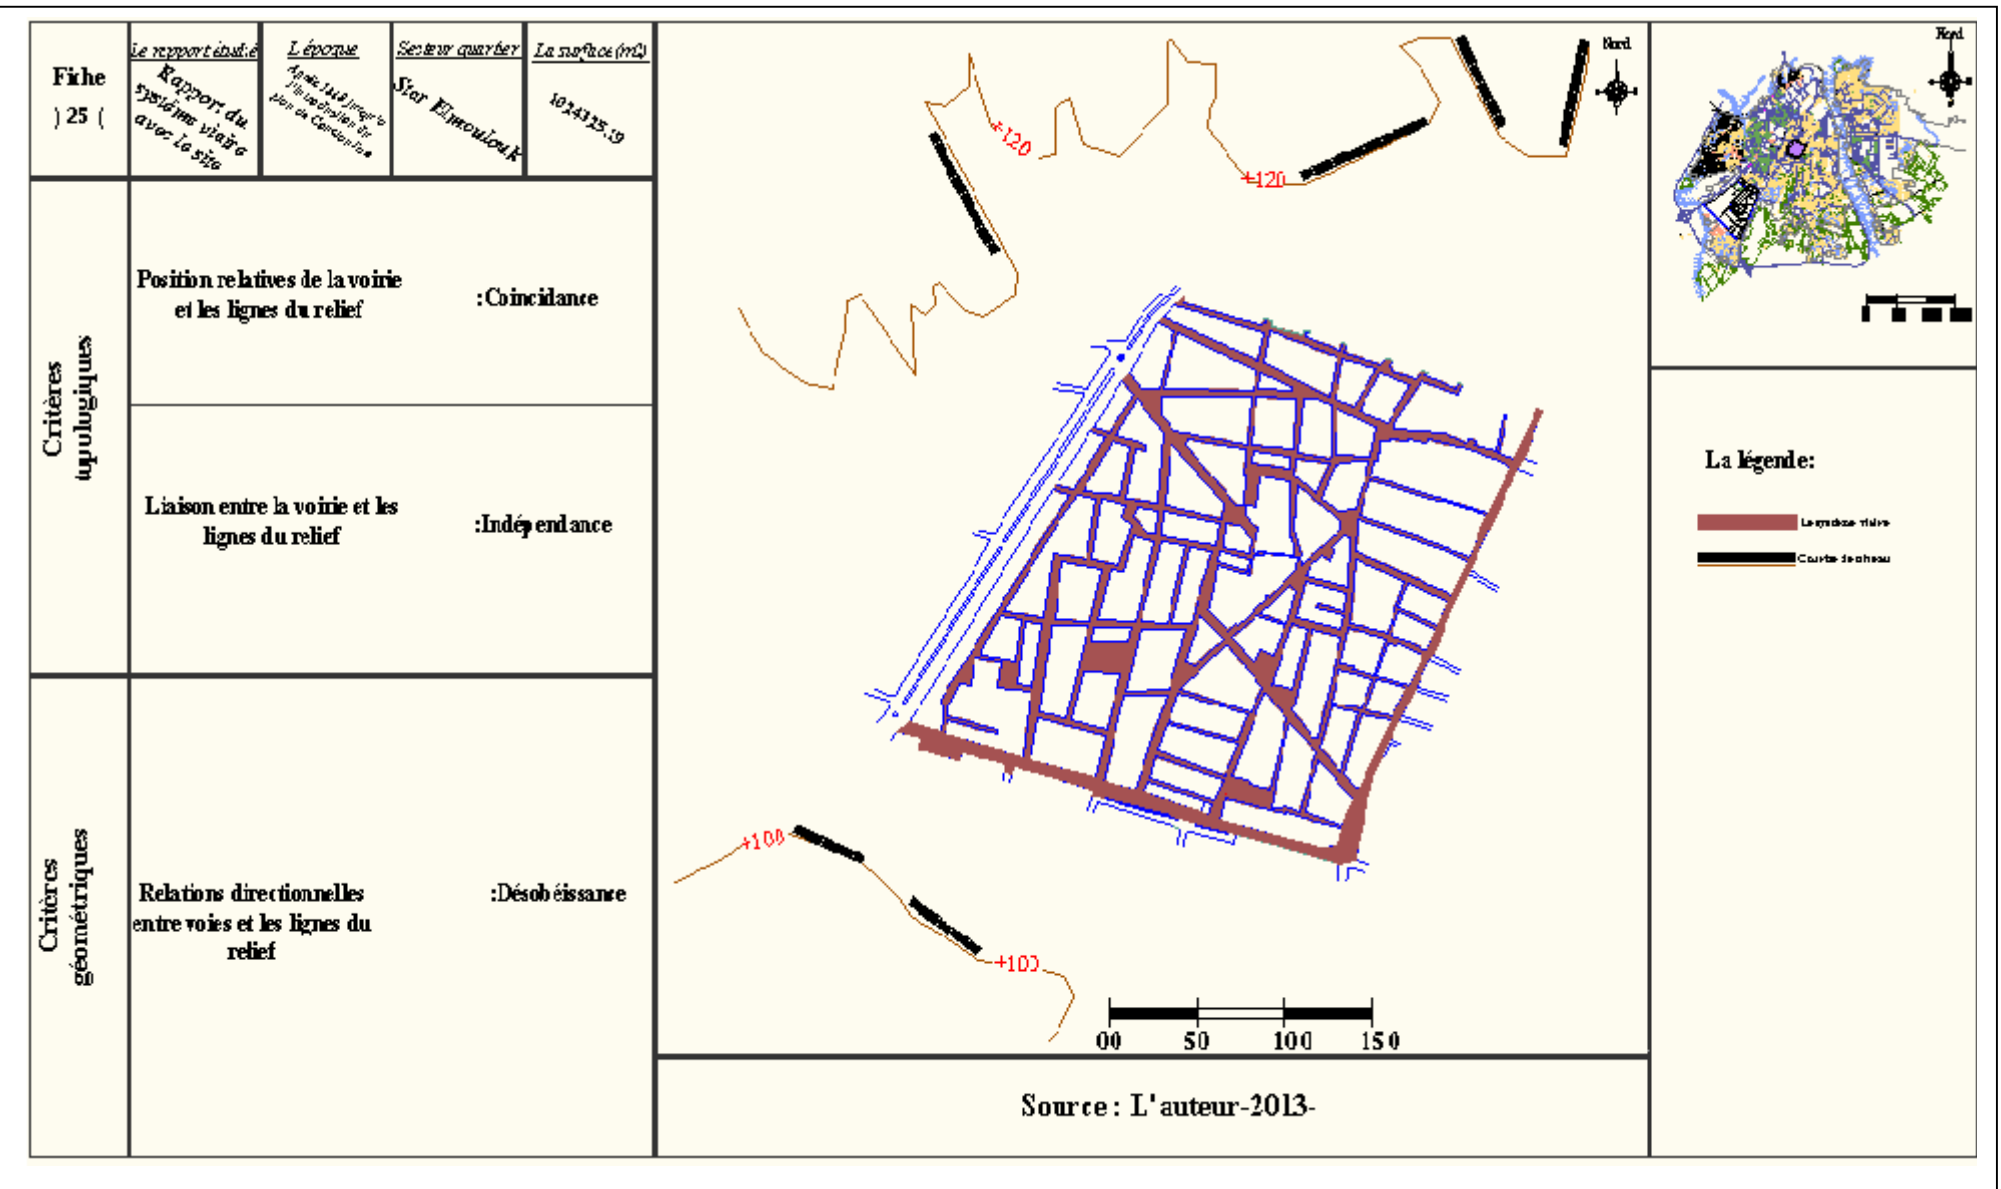 Fiche
) 25 (
Le rapport étudié
Rapport du
système viaire
avec le site
L'époque
Secteur quartier
Star Elmoulouk
La surface (m2)
1024325.19
Critères
topologiques
Position relatives de la voirie
et les lignes du relief
:Coincidance
Liaison entre la voirie et les
lignes du relief
:Indépendance
Critères
géométriques
Relations directionnelles
entre voies et les lignes du
relief
:Désobéissance
+120
+120
Nord
+100
+100
00 50 100 150
Source : L'auteur-2013-
Nord
La légende: